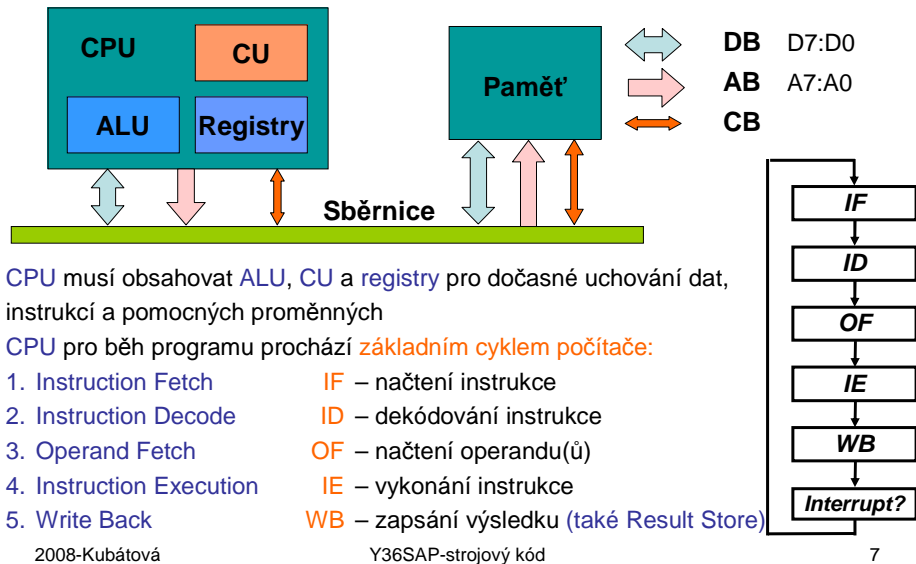 CPU
CU
ALU
Registry
Paměť
DB D7:D0
AB A7:A0
CB
Sběrnice
CPU musí obsahovat ALU, CU a registry pro dočasné uchování dat,
instrukcí a pomocných proměnných
CPU pro běh programu prochází základním cyklem počítače:
1. Instruction Fetch IF – načtení instrukce
2. Instruction Decode ID – dekódování instrukce
3. Operand Fetch OF – načtení operandu(ů)
4. Instruction Execution IE – vykonání instrukce
5. Write Back WB – zapsání výsledku (také Result Store)
IF
ID
OF
IE
WB
Interrupt?
2008-Kubátová Y36SAP-strojový kód 7